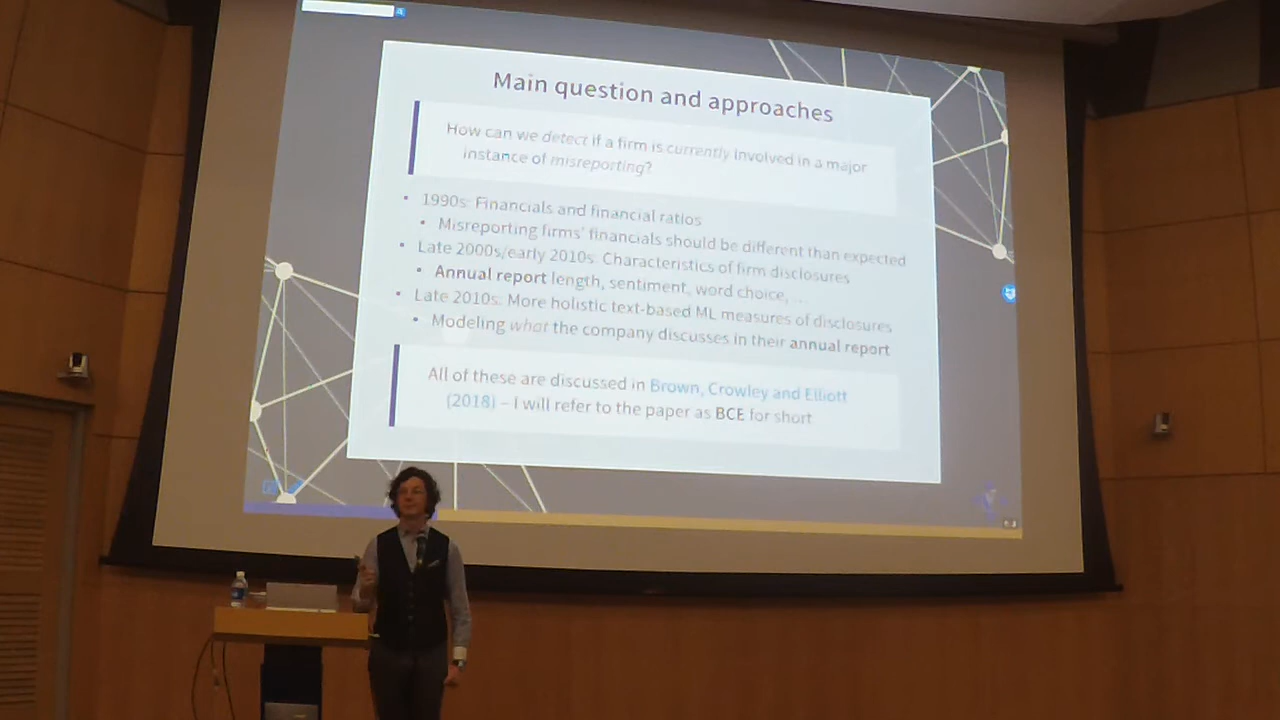 Main question and approaches
How can we detect if a firm is currently involved in a major
instance of misreporting?
• 1990s: Financials and financial ratios
• Misreporting firms' financials should be different than expected
• Late 2000s/early 2010s: Characteristics of firm disclosures
• Annual report length, sentiment, word choice, ...
• Late 2010s: More holistic text-based ML measures of disclosures
• Modeling what the company discusses in their annual report
All of these are discussed in Brown, Crowley and Elliott
(2018) – I will refer to the paper as BCE for short